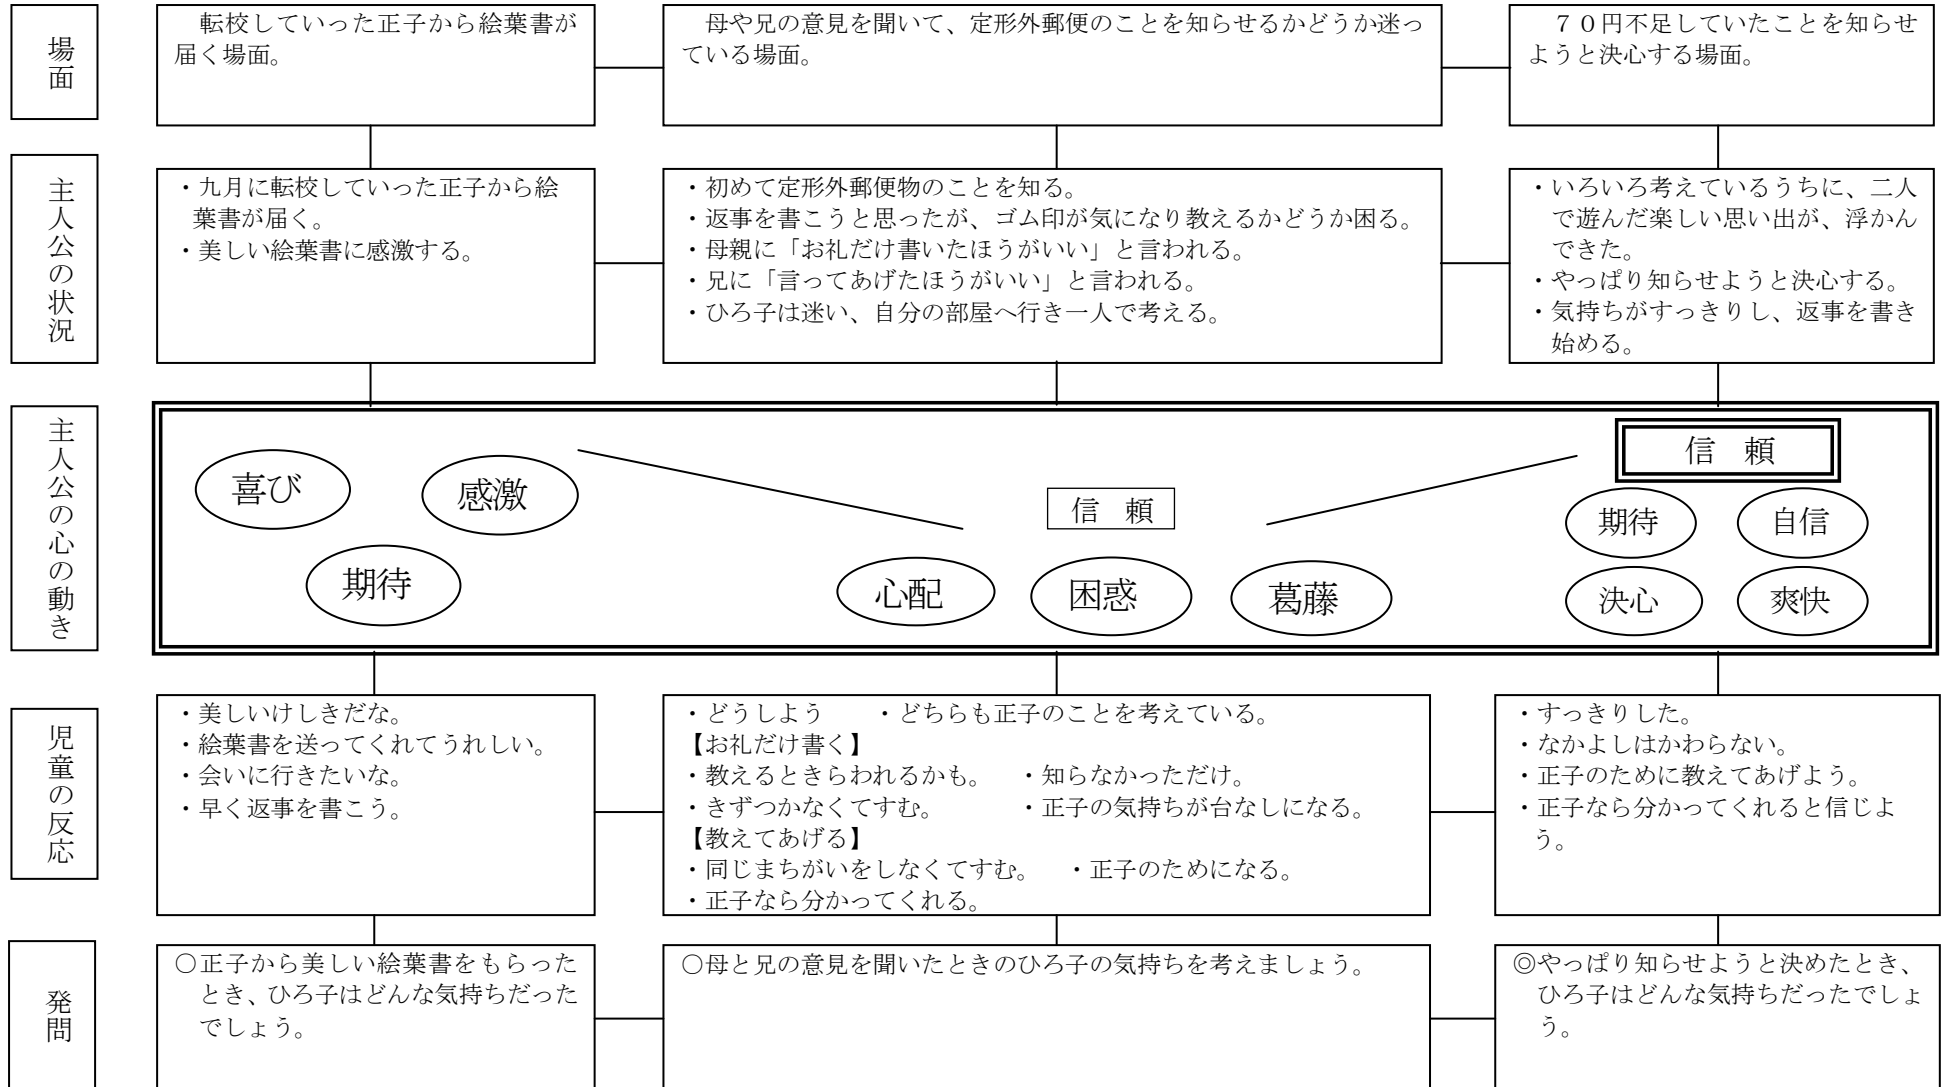 場面
　転校していった正子から絵葉書が
届く場面。
　母や兄の意見を聞いて、定形外郵便のことを知らせるかどうか迷っ
ている場面。
　７０円不足していたことを知らせ
ようと決心する場面。
主人公の状況
・九月に転校していった正子から絵
葉書が届く。
・美しい絵葉書に感激する。
・初めて定形外郵便物のことを知る。
・返事を書こうと思ったが、ゴム印が気になり教えるかどうか困る。
・母親に「お礼だけ書いたほうがいい」と言われる。
・兄に「言ってあげたほうがいい」と言われる。
・ひろ子は迷い、自分の部屋へ行き一人で考える。
・いろいろ考えているうちに、二人
で遊んだ楽しい思い出が、浮かん
できた。
・やっぱり知らせようと決心する。
・気持ちがすっきりし、返事を書き
始める。
主人公の心の動き
喜び
感激
期待
信　頼
心配
困惑
葛藤
信　頼
期待
自信
決心
爽快
児童の反応
・美しいけしきだな。
・絵葉書を送ってくれてうれしい。
・会いに行きたいな。
・早く返事を書こう。
・どうしよう　　・どちらも正子のことを考えている。
【お礼だけ書く】
・教えるときらわれるかも。　・知らなかっただけ。
・きずつかなくてすむ。　　　・正子の気持ちが台なしになる。
【教えてあげる】
・同じまちがいをしなくてすむ。　・正子のためになる。
・正子なら分かってくれる。
・すっきりした。
・なかよしはかわらない。
・正子のために教えてあげよう。
・正子なら分かってくれると信じよ
う。
発問
○正子から美しい絵葉書をもらった
とき、ひろ子はどんな気持ちだった
でしょう。
○母と兄の意見を聞いたときのひろ子の気持ちを考えましょう。
◎やっぱり知らせようと決めたとき、
ひろ子はどんな気持ちだったでしょ
う。